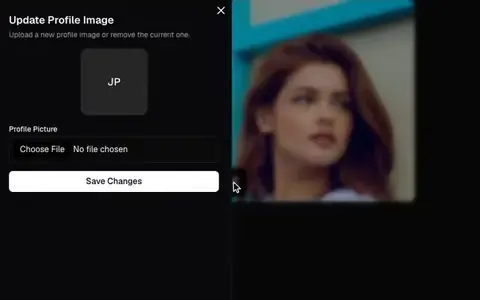 Update Profile Image
Upload a new profile image or remove the current one.
JP
Profile Picture
Choose File No file chosen
Save Changes